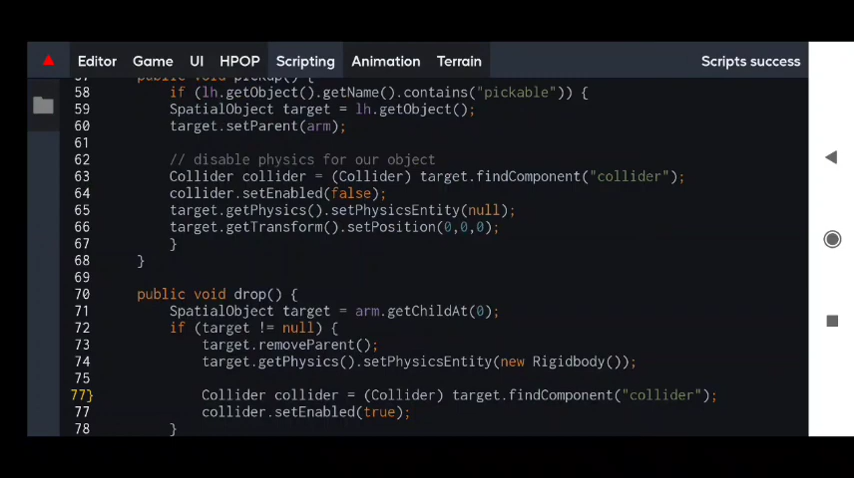 Editor Game UI HPOP Scripting Animation Terrain Scripts success
57 public void pickup() {
58 if (lh.getObject().getName().contains("pickable")) {
59 SpatialObject target = lh.getObject();
60 target.setParent(arm);
61
62 // disable physics for our object
63 Collider collider = (Collider) target.findComponent("collider");
64 collider.setEnabled(false);
65 target.getPhysics().setPhysicsEntity(null);
66 target.getTransform().setPosition(0,0,0);
67 }
68 }
69
70 public void drop() {
71 SpatialObject target = arm.getChildAt(0);
72 if (target != null) {
73 target.removeParent();
74 target.getPhysics().setPhysicsEntity(new Rigidbody());
75
77} Collider collider = (Collider) target.findComponent("collider");
77 collider.setEnabled(true);
78 }